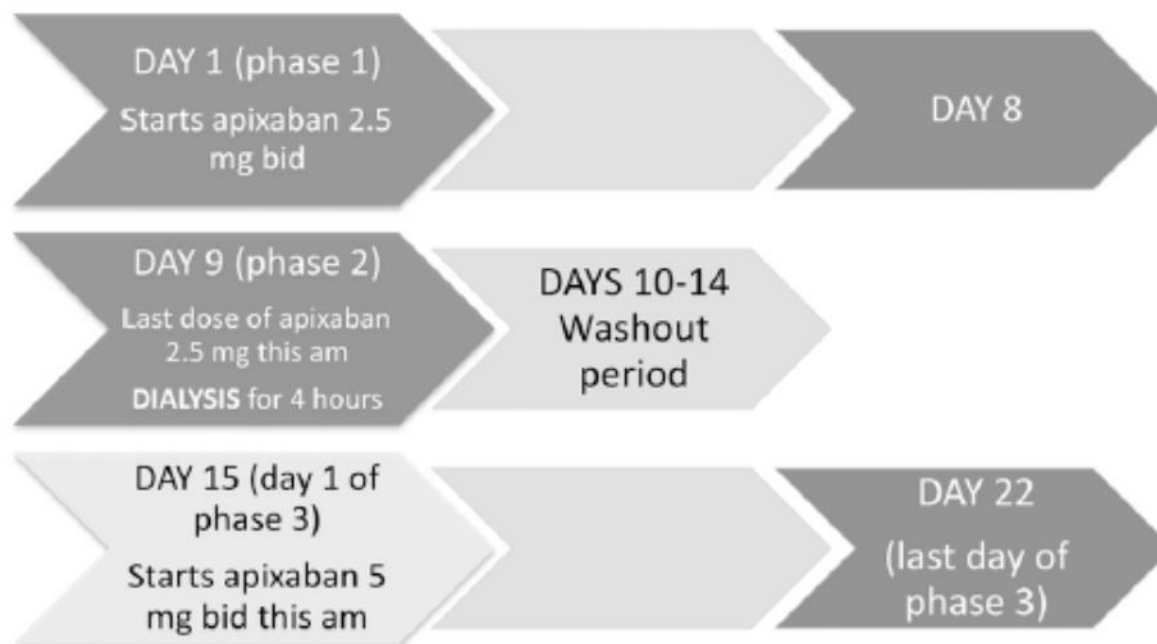 DAY 1 (phase 1)
Starts apixaban 2.5
mg bid
DAY 8
DAY 9 (phase 2)
Last dose of apixaban
2.5 mg this am
DIALYSIS for 4 hours
DAYS 10-14
Washout
period
DAY 15 (day 1 of
phase 3)
Starts apixaban 5
mg bid this am
DAY 22
(last day of
phase 3)